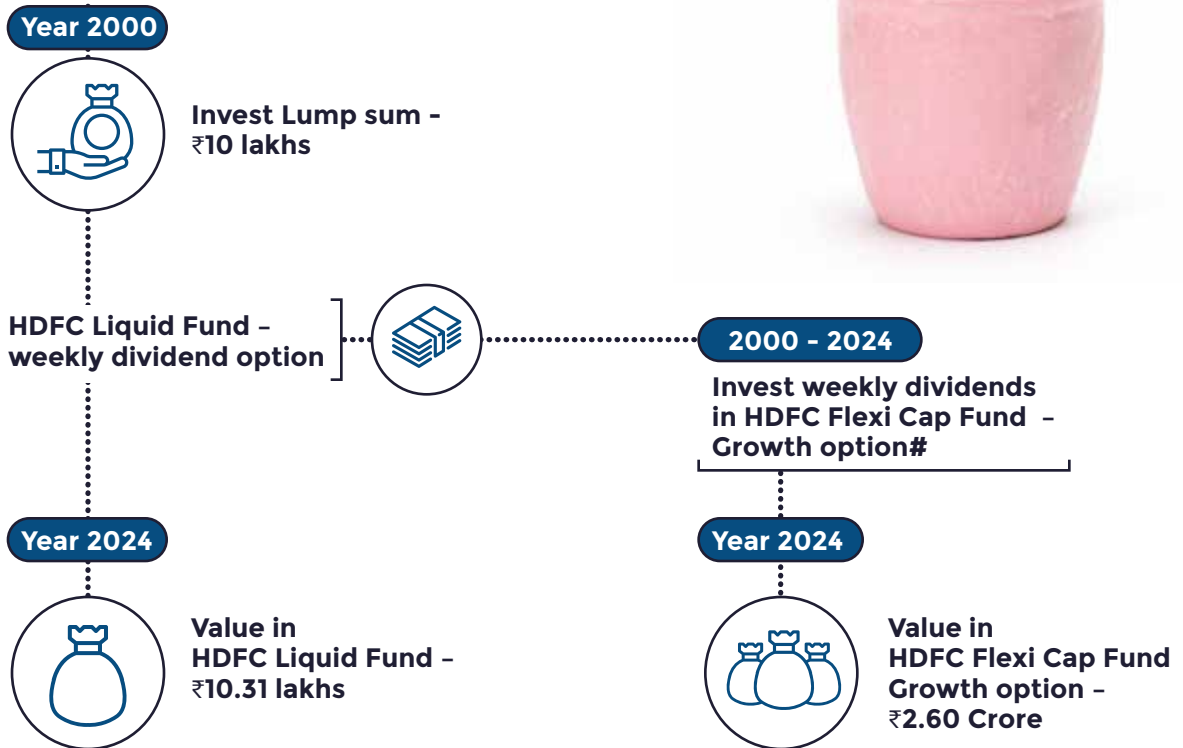 Year 2000
Invest Lump sum -
₹10 lakhs
HDFC Liquid Fund –
weekly dividend option
2000 - 2024
Invest weekly dividends
in HDFC Flexi Cap Fund –
Growth option#
Year 2024
Value in
HDFC Liquid Fund –
₹10.31 lakhs
Year 2024
Value in
HDFC Flexi Cap Fund
Growth option –
₹2.60 Crore